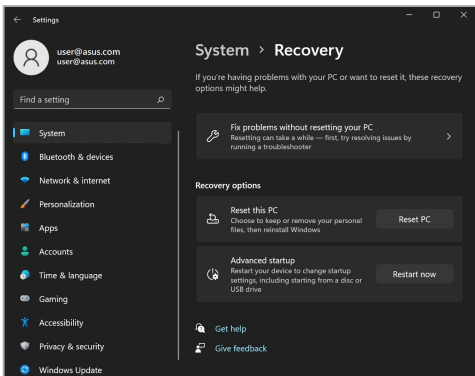 Settings
user@asus.com
user@asus.com
Find a setting
System
Bluetooth & devices
Network & internet
Personalization
Apps
Accounts
Time & language
Gaming
Accessibility
Privacy & security
Windows Update
System > Recovery
If you're having problems with your PC or want to reset it, these recovery
options might help.
Fix problems without resetting your PC
Resetting can take a while — first, try resolving issues by
running a troubleshooter
Recovery options
Reset this PC
Choose to keep or remove your personal
files, then reinstall Windows
Reset PC
Advanced startup
Restart your device to change startup
settings, including starting from a disc or
USB drive
Restart now
Get help
Give feedback